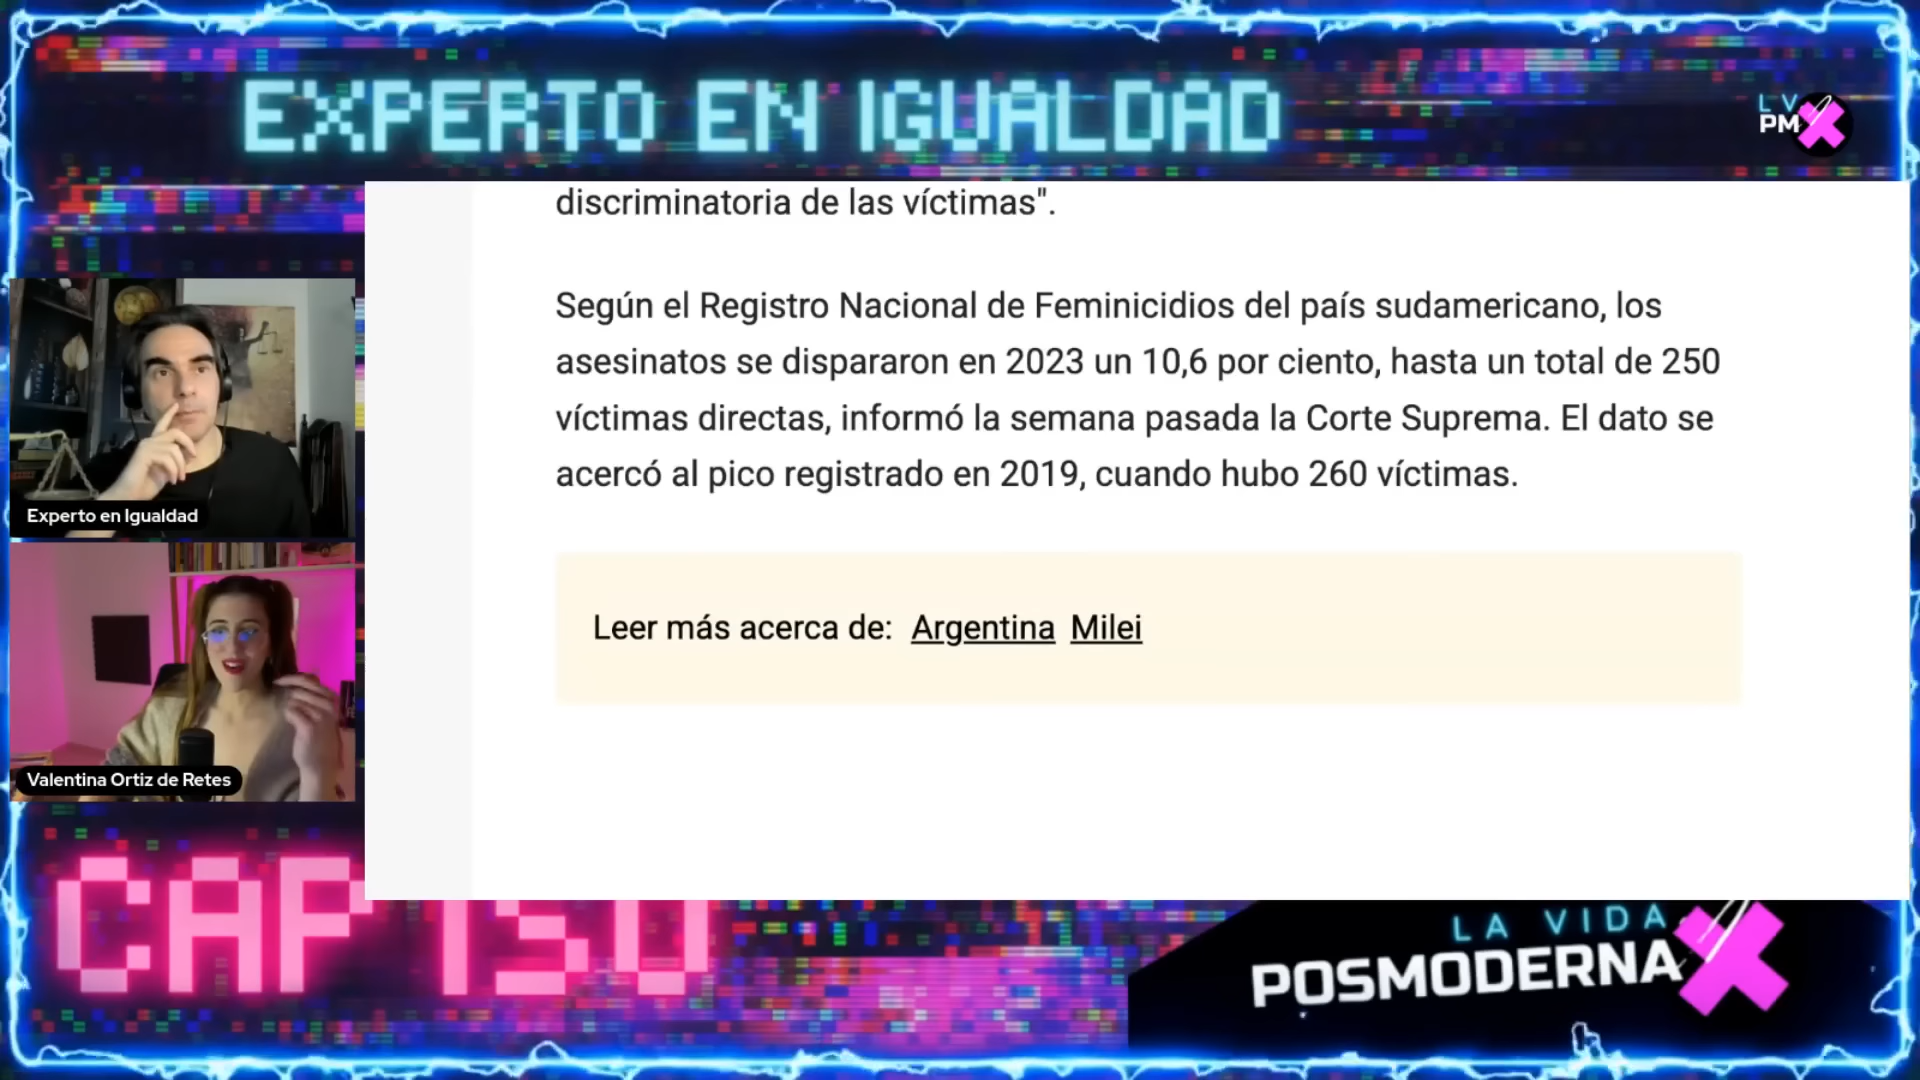 EXPERTO EN IGUALDAD
LV
PMX
discriminatoria de las víctimas".
Según el Registro Nacional de Feminicidios del país sudamericano, los
asesinatos se dispararon en 2023 un 10,6 por ciento, hasta un total de 250
víctimas directas, informó la semana pasada la Corte Suprema. El dato se
acercó al pico registrado en 2019, cuando hubo 260 víctimas.
Leer más acerca de: Argentina Milei
Experto en Igualdad
Valentina Ortiz de Retes
CAP 150
LA VIDA
POSMODERNA X